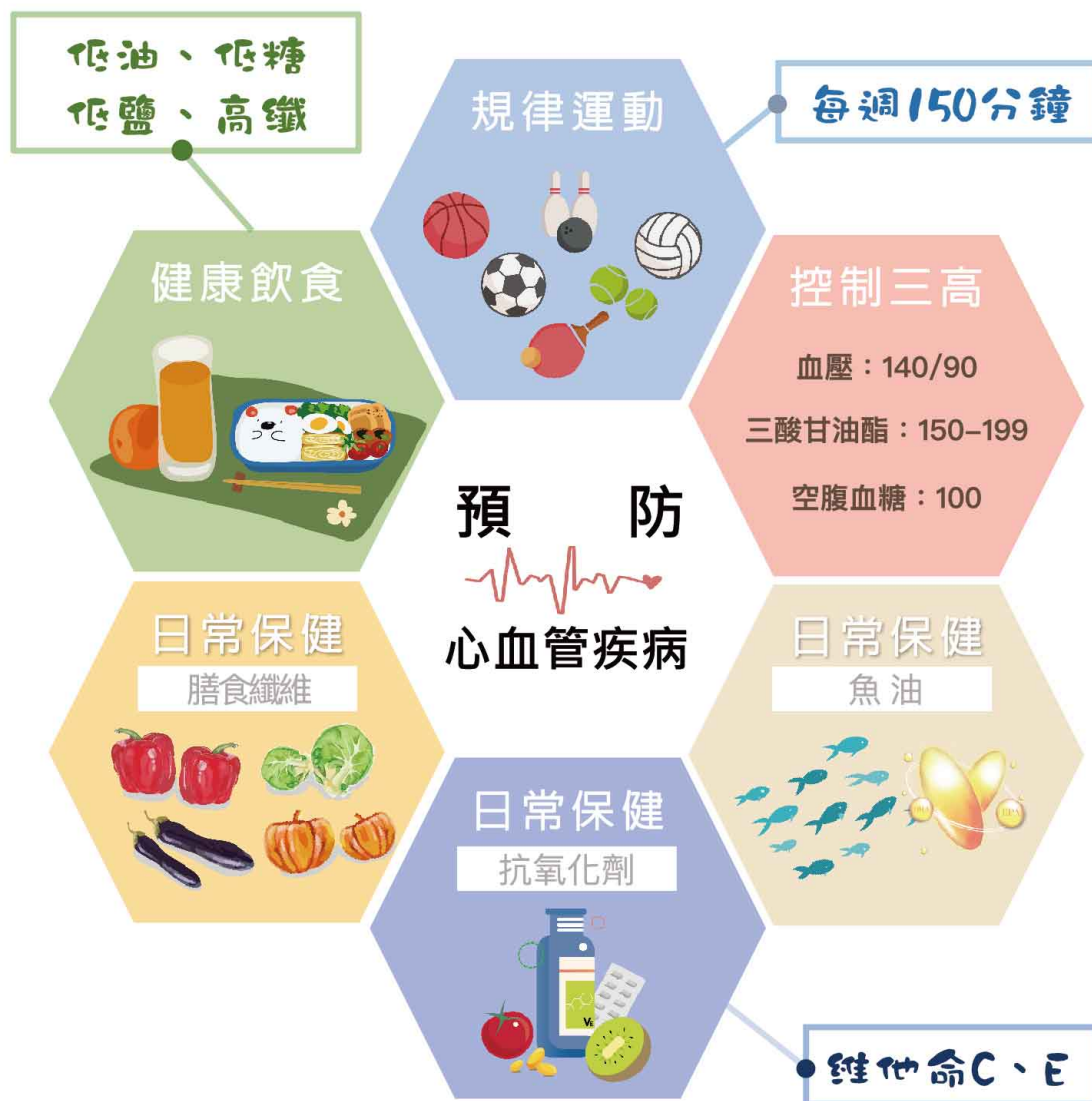 低油、低糖
低鹽、高纖
規律運動
每週150分鐘
健康飲食
控制三高
血壓：140/90
三酸甘油酯：150–199
空腹血糖：100
預防
心血管疾病
日常保健
膳食纖維
日常保健
魚油
DHA
EPA
日常保健
抗氧化劑
VE
維他命C、E